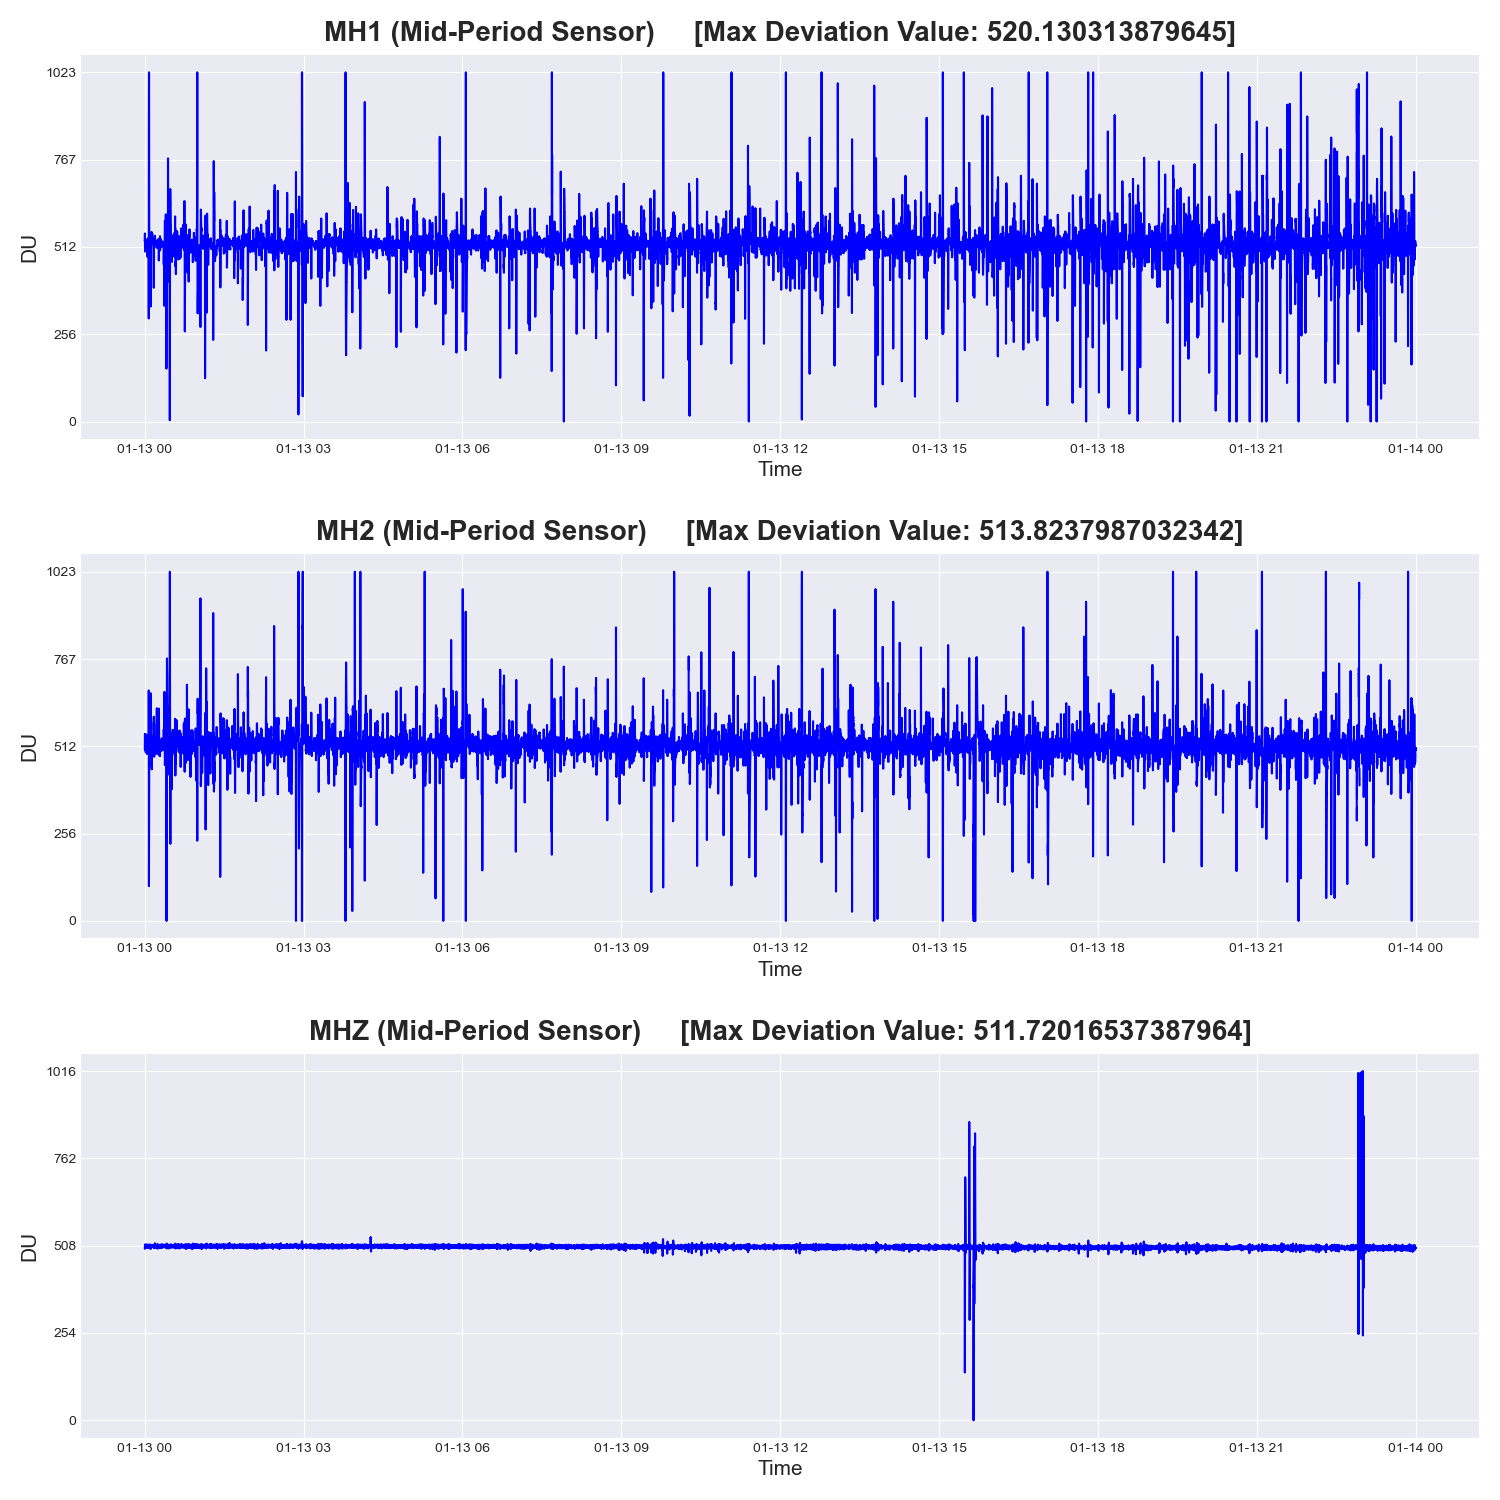 MH1 (Mid-Period Sensor) [Max Deviation Value: 520.130313879645]
1023
767
512
256
0
DU
01-13 00 01-13 03 01-13 06 01-13 09 01-13 12 01-13 15 01-13 18 01-13 21 01-14 00
Time
MH2 (Mid-Period Sensor) [Max Deviation Value: 513.8237987032342]
1023
767
512
256
0
DU
01-13 00 01-13 03 01-13 06 01-13 09 01-13 12 01-13 15 01-13 18 01-13 21 01-14 00
Time
MHZ (Mid-Period Sensor) [Max Deviation Value: 511.72016537387964]
1016
762
508
254
0
DU
01-13 00 01-13 03 01-13 06 01-13 09 01-13 12 01-13 15 01-13 18 01-13 21 01-14 00
Time